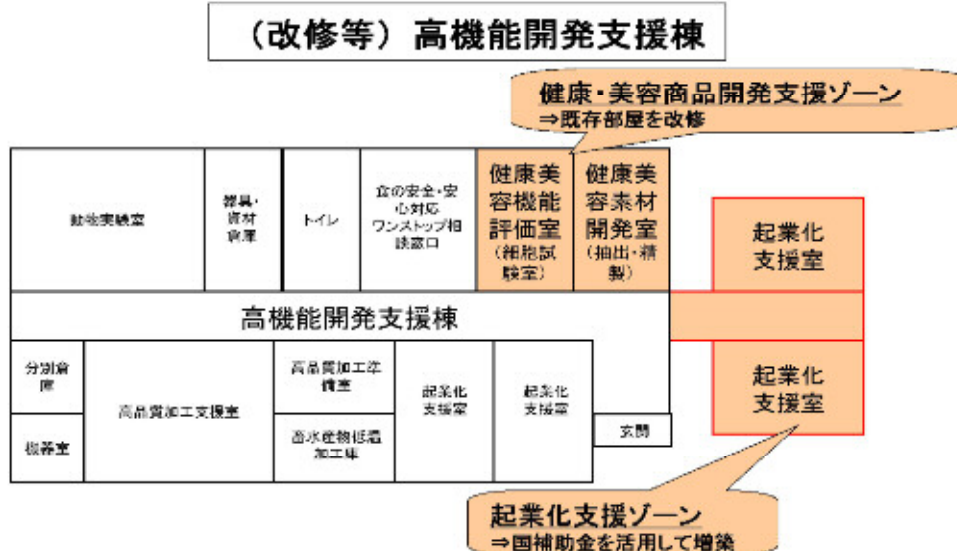 （改修等）高機能開発支援棟
健康・美容商品開発支援ゾーン
⇒既存部屋を改修
動物実験室
器具・
資材
倉庫
トイレ
食の安全・安
心対応
ワンストップ相
談窓口
健康美
容機能
評価室
（細胞試
験室）
健康美
容素材
開発室
（抽出・精
製）
起業化
支援室
高機能開発支援棟
分別倉
庫
機器室
高品質加工支援室
高品質加工準
備室
畜水産物低温
加工庫
起業化
支援室
起業化
支援室
玄関
起業化
支援室
起業化支援ゾーン
⇒国補助金を活用して増築